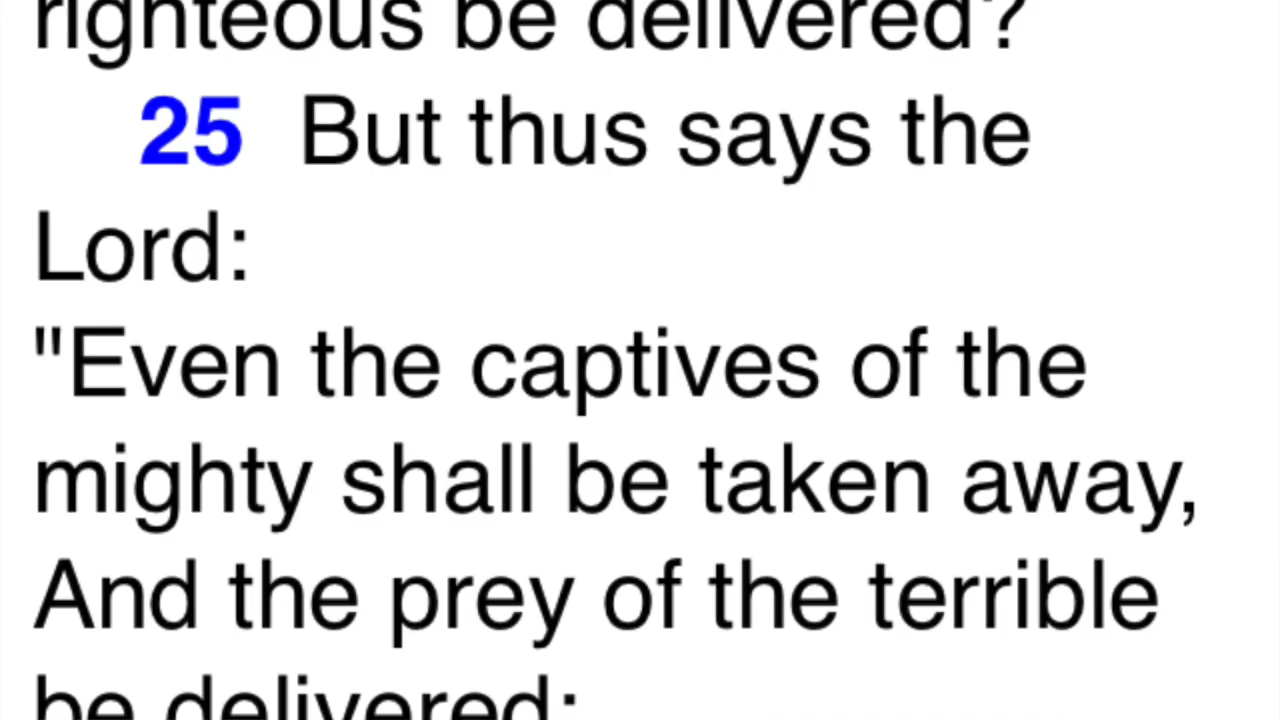 righteous be delivered?
25 But thus says the
Lord:
"Even the captives of the
mighty shall be taken away,
And the prey of the terrible
be delivered;